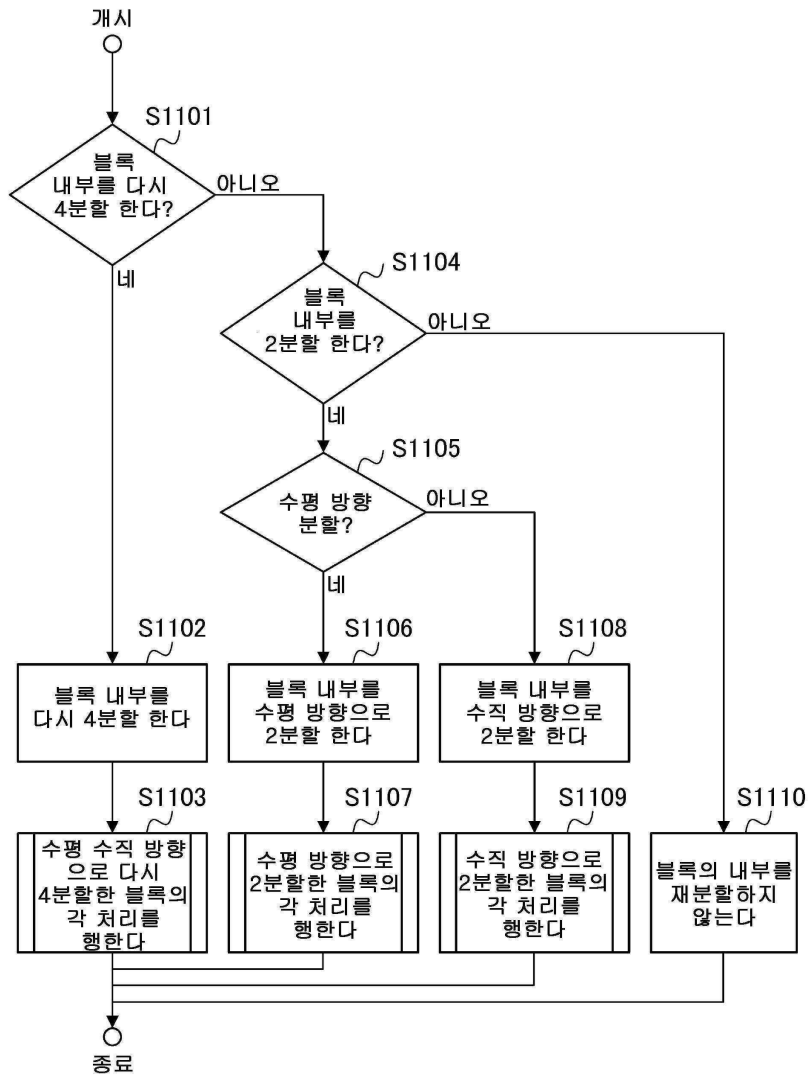 개시
S1101
블록
내부를 다시
4분할 한다?
아니오
네
S1104
블록
내부를
2분할 한다?
아니오
네
S1105
수평 방향
분할?
아니오
네
S1102
블록 내부를
다시 4분할 한다
S1106
블록 내부를
수평 방향으로
2분할 한다
S1108
블록 내부를
수직 방향으로
2분할 한다
S1103
수평 수직 방향
으로 다시
4분할한 블록의
각 처리를
행한다
S1107
수평 방향으로
2분할한 블록의
각 처리를
행한다
S1109
수직 방향으로
2분할한 블록의
각 처리를
행한다
S1110
블록의 내부를
재분할하지
않는다
종료